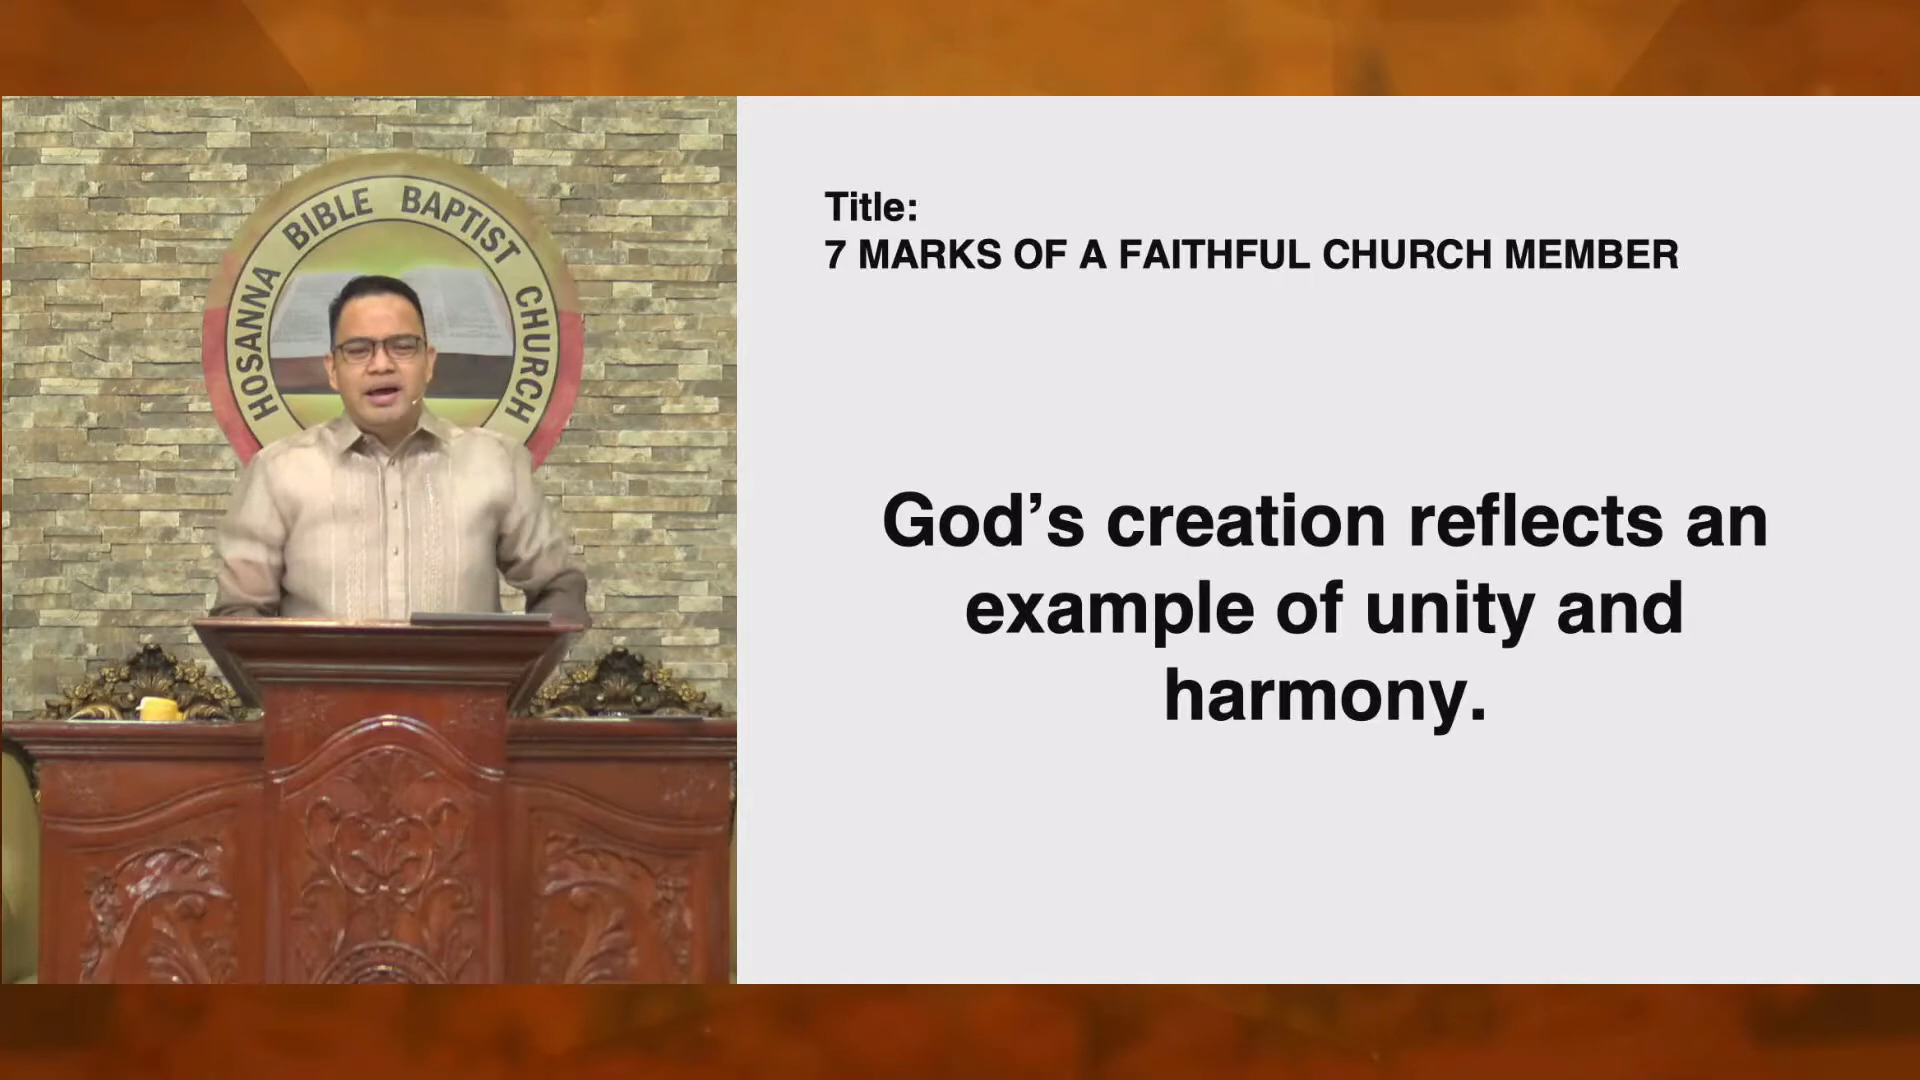 HOSANNA BIBLE BAPTIST CHURCH
Title:
7 MARKS OF A FAITHFUL CHURCH MEMBER
God’s creation reflects an
example of unity and
harmony.